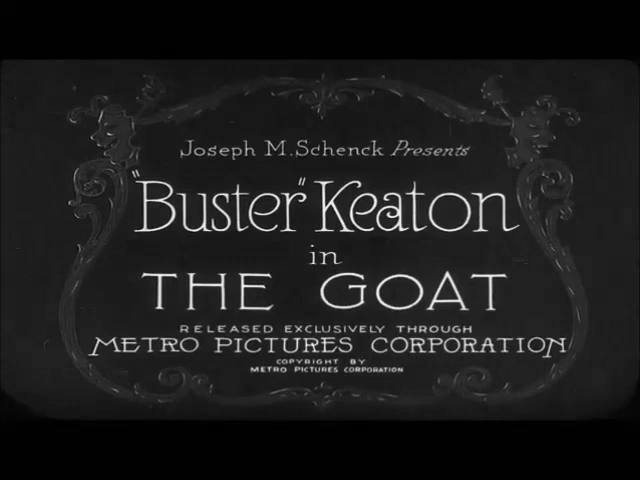 Joseph M. Schenck Presents
"Buster" Keaton
in
THE GOAT
RELEASED EXCLUSIVELY THROUGH
METRO PICTURES CORPORATION
COPYRIGHT BY
METRO PICTURES CORPORATION